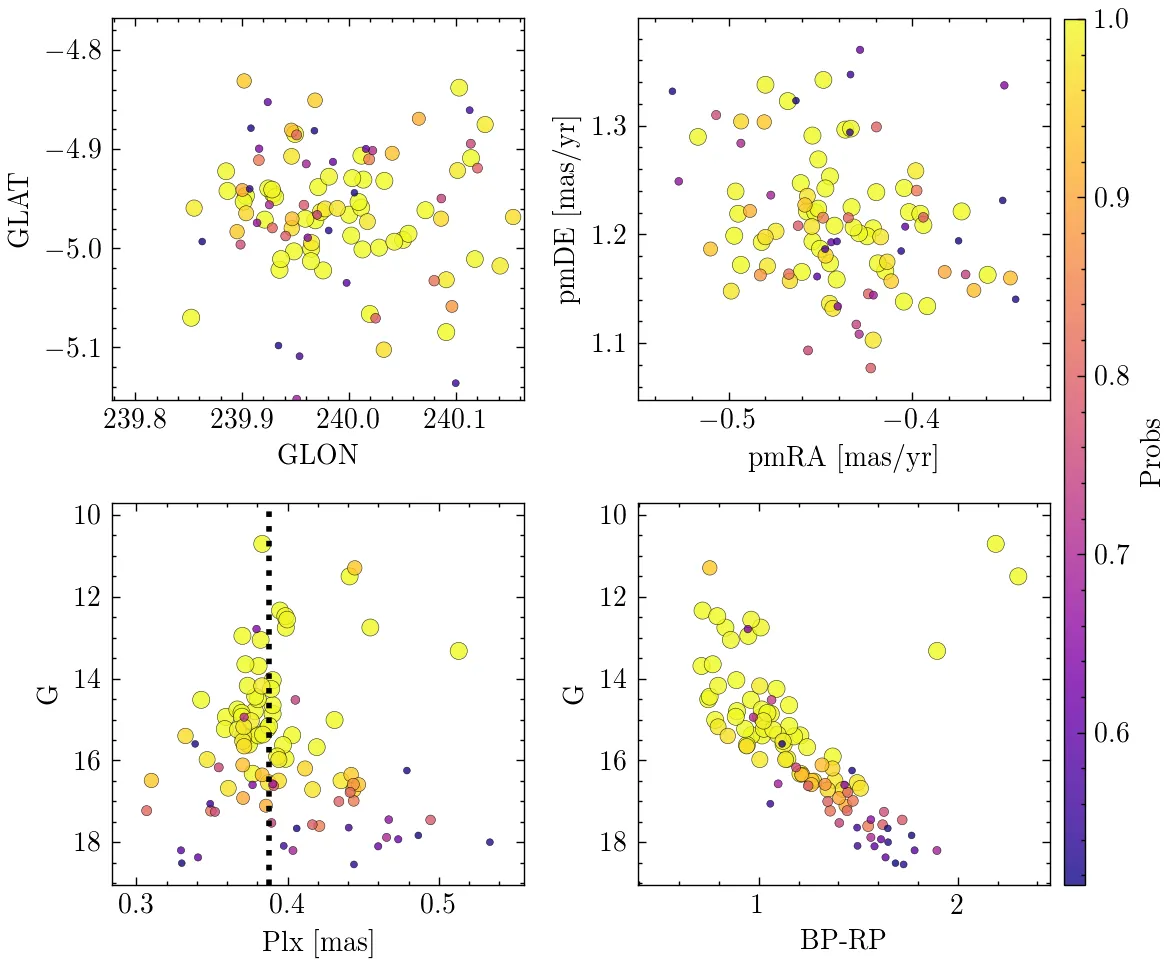 −4.8
−4.9
−5.0
−5.1
GLAT
239.8 239.9 240.0 240.1
GLON
1.3
1.2
1.1
pmDE [mas/yr]
−0.5 −0.4
pmRA [mas/yr]
1.0
0.9
0.8
0.7
0.6
Probs
10
12
14
16
18
G
0.3 0.4 0.5
Plx [mas]
10
12
14
16
18
G
1 2
BP-RP